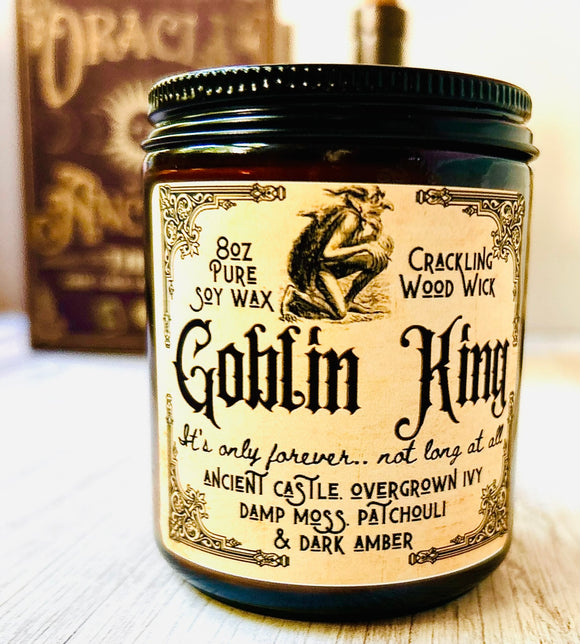 ORACLE
8oz
PURE
SOY WAX
CRACKLING
WOOD WICK
Goblin King
It's only forever.. not long at all
ANCIENT CASTLE, OVERGROWN IVY
DAMP MOSS, PATCHOULI
& DARK AMBER